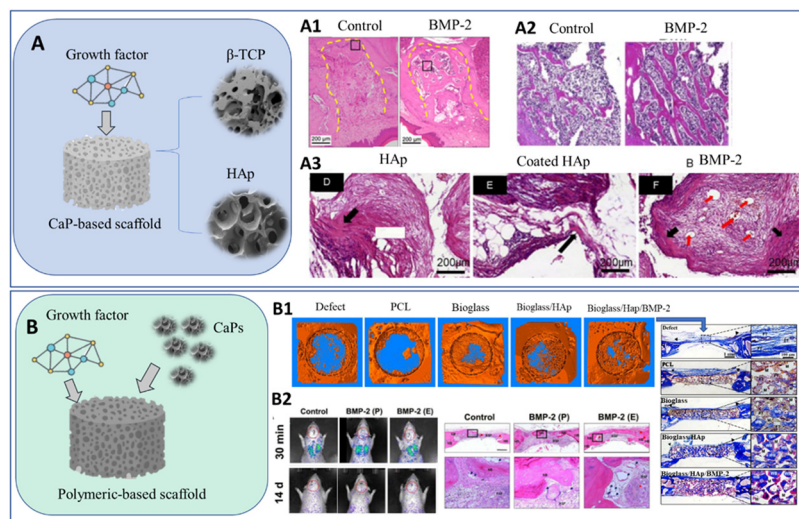 A
Growth factor
β-TCP
HAp
CaP-based scaffold
A1
Control
BMP-2
200 μm
200 μm
A2
Control
BMP-2
A3
HAp
Coated HAp
B BMP-2
D
E
F
200μm
200μm
200μm
B
Growth factor
CaPs
Polymeric-based scaffold
B1
Defect
PCL
Bioglass
Bioglass/HAp
Bioglass/Hap/BMP-2
B2
Control
BMP-2 (P)
BMP-2 (E)
30 min
14 d
Control
BMP-2 (P)
BMP-2 (E)
Defect
PCL
Bioglass
Bioglass/HAp
Bioglass/HAp/BMP-2